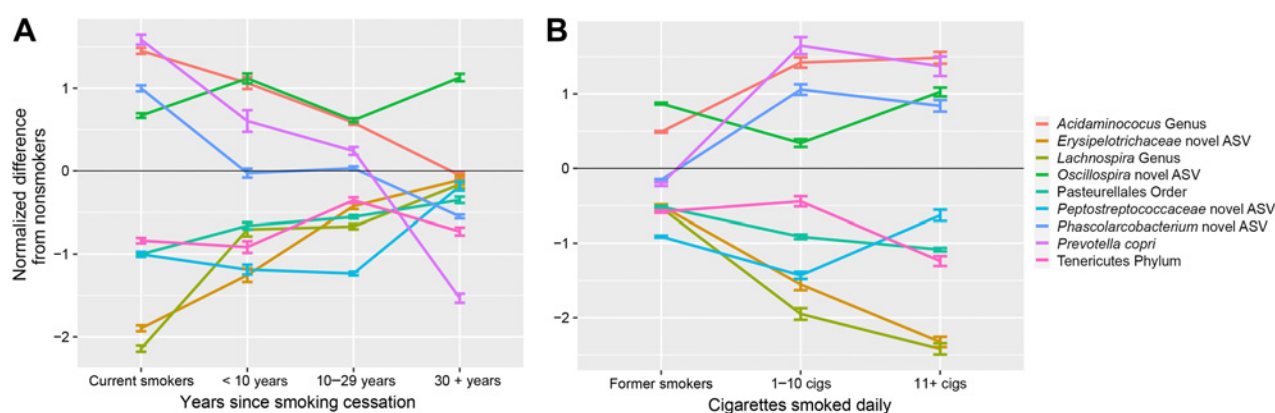 A
Normalized difference
from nonsmokers
1
0
−1
−2
Current smokers
< 10 years
10−29 years
30 + years
Years since smoking cessation
B
1
0
−1
−2
Former smokers
1−10 cigs
11+ cigs
Cigarettes smoked daily
Acidaminococus Genus
Erysipelotrichaceae novel ASV
Lachnospira Genus
Oscillospira novel ASV
Pasteurellales Order
Peptostreptococcaceae novel ASV
Phascolarcobacterium novel ASV
Prevotella copri
Tenericutes Phylum